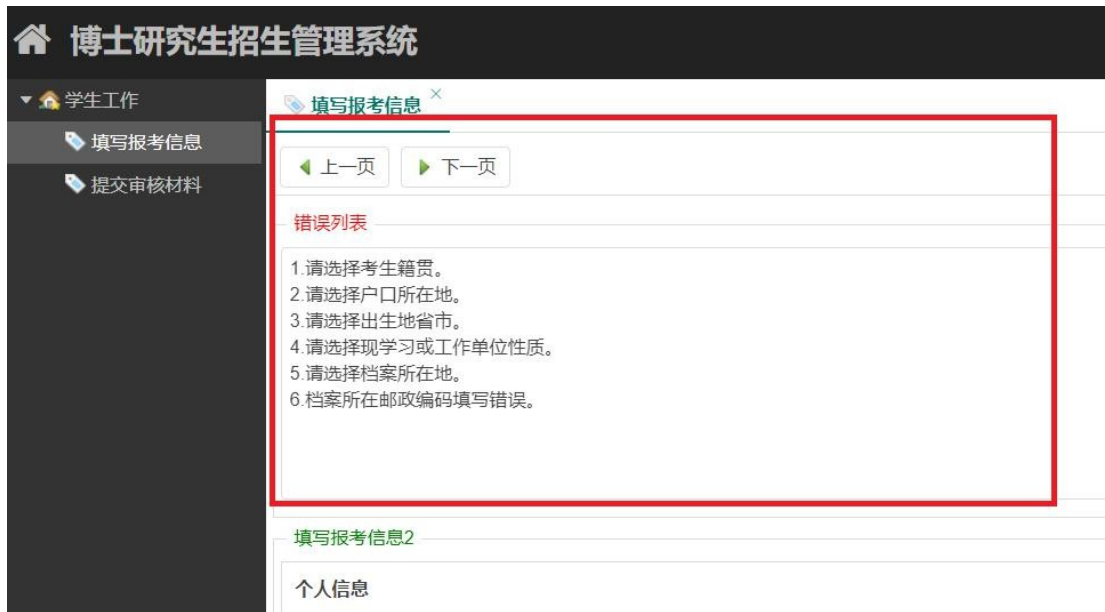 博士研究生招生管理系统
学生工作
填写报考信息
提交审核材料
填写报考信息
上一页 下一页
错误列表
1.请选择考生籍贯。
2.请选择户口所在地。
3.请选择出生地省市。
4.请选择现学习或工作单位性质。
5.请选择档案所在地。
6.档案所在邮政编码填写错误。
填写报考信息2
个人信息